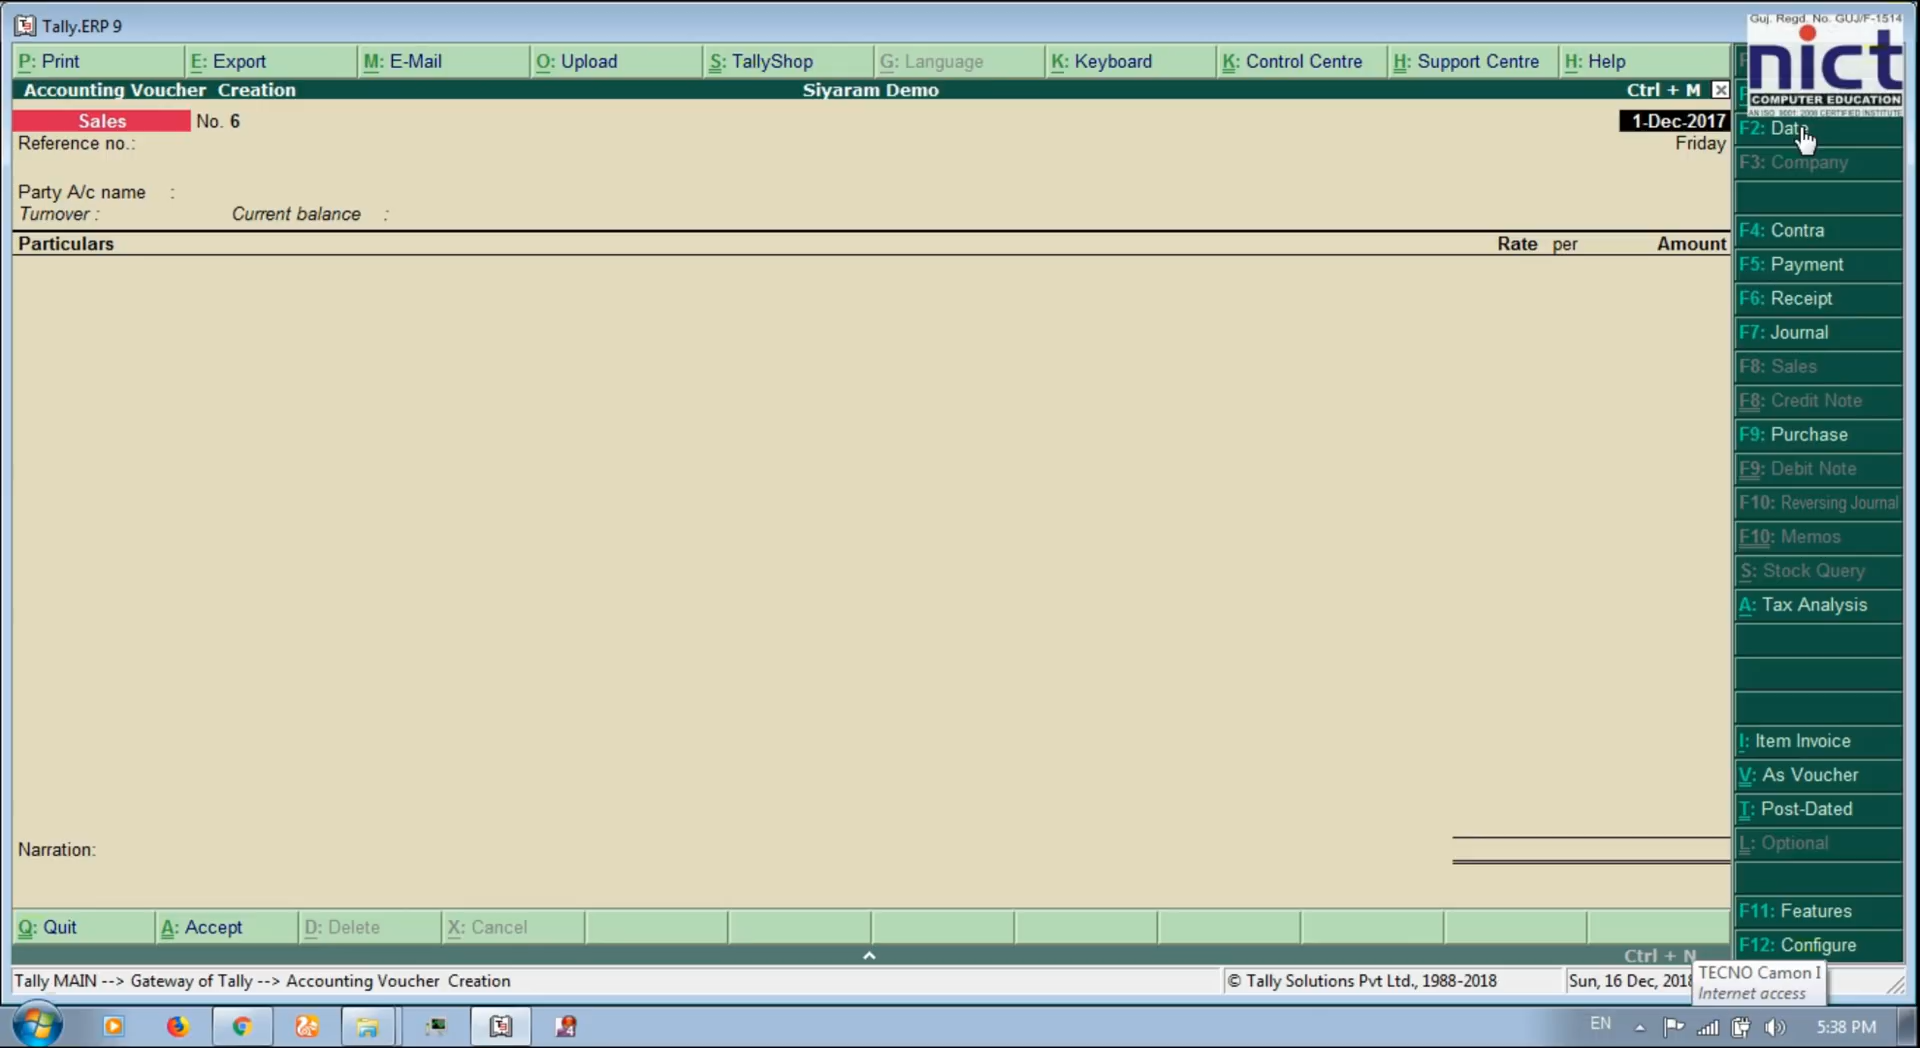 Tally.ERP 9
Guj. Regd. No. GUJ/F-1514
nict
COMPUTER EDUCATION
AN ISO 9001: 2008 CERTIFIED INSTITUTE
P: Print E: Export M: E-Mail O: Upload S: TallyShop G: Language K: Keyboard K: Control Centre H: Support Centre H: Help
Accounting Voucher Creation Siyaram Demo Ctrl + M
Sales No. 6 1-Dec-2017
Reference no.: Friday
Party A/c name :
Turnover : Current balance :
Particulars Rate per Amount
Narration:
F2: Date
F3: Company
F4: Contra
F5: Payment
F6: Receipt
F7: Journal
F8: Sales
F8: Credit Note
F9: Purchase
F9: Debit Note
F10: Reversing Journal
F10: Memos
S: Stock Query
A: Tax Analysis
I: Item Invoice
V: As Voucher
T: Post-Dated
L: Optional
F11: Features
F12: Configure
Q: Quit A: Accept D: Delete X: Cancel
Ctrl + N
TECNO Camon I
Internet access
Tally MAIN --> Gateway of Tally --> Accounting Voucher Creation © Tally Solutions Pvt Ltd., 1988-2018 Sun, 16 Dec, 2018
EN 5:38 PM